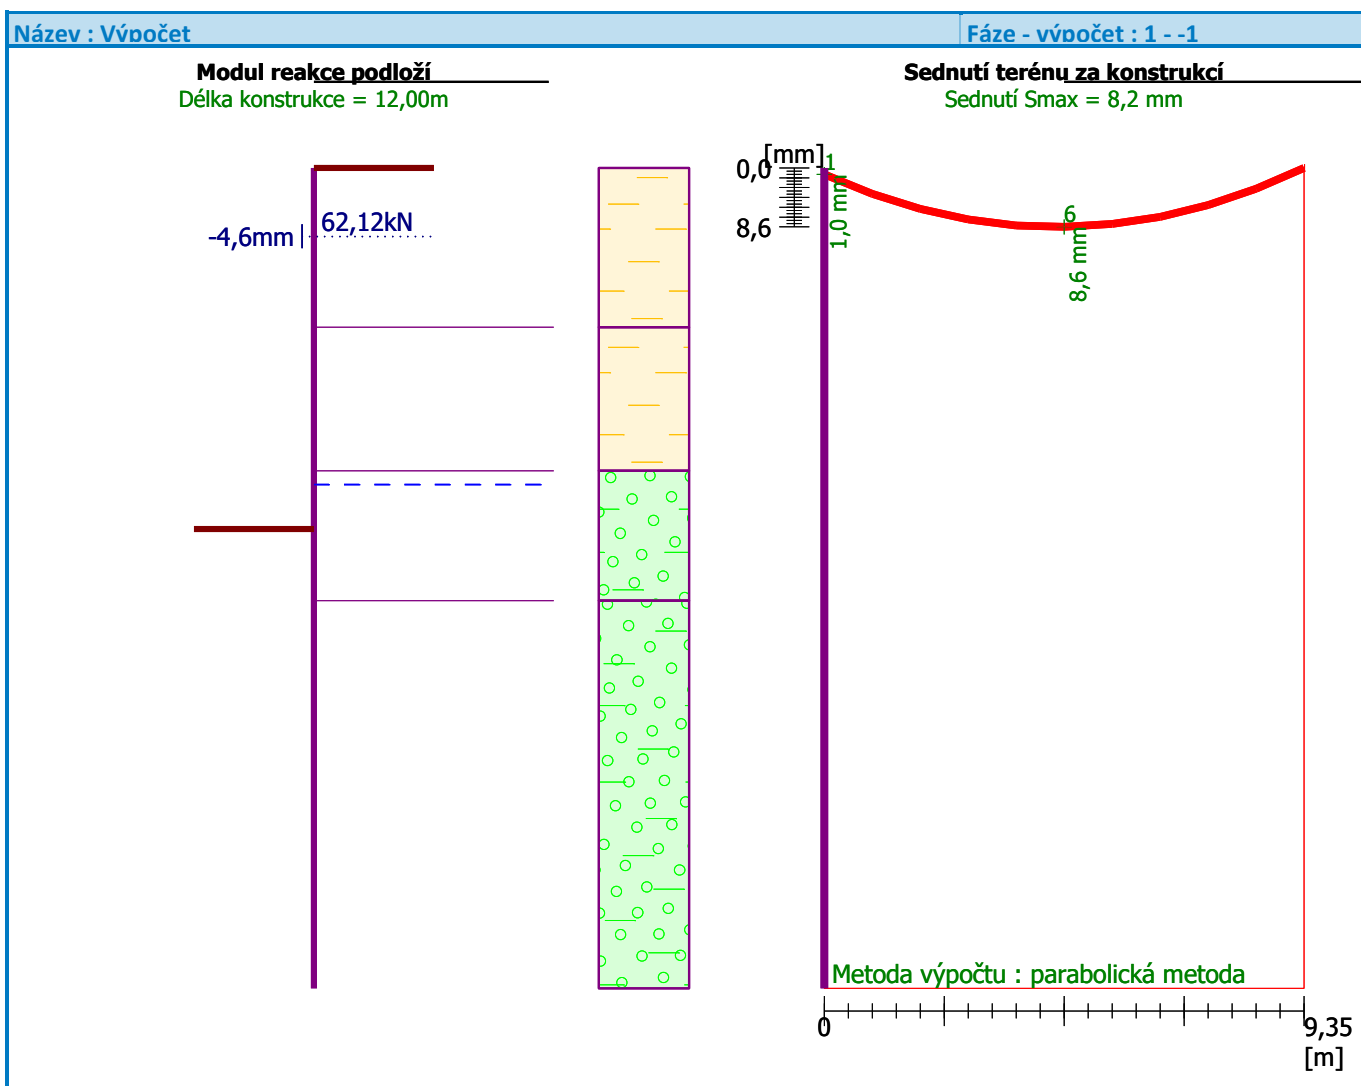 Název : Výpočet
Fáze - výpočet : 1 - -1
Modul reakce podloží
Délka konstrukce = 12,00m
Sednutí terénu za konstrukcí
Sednutí Smax = 8,2 mm
-4,6mm
62,12kN
[mm]
0,0
8,6
1
1,0 mm
6
8,6 mm
Metoda výpočtu : parabolická metoda
0
9,35
[m]